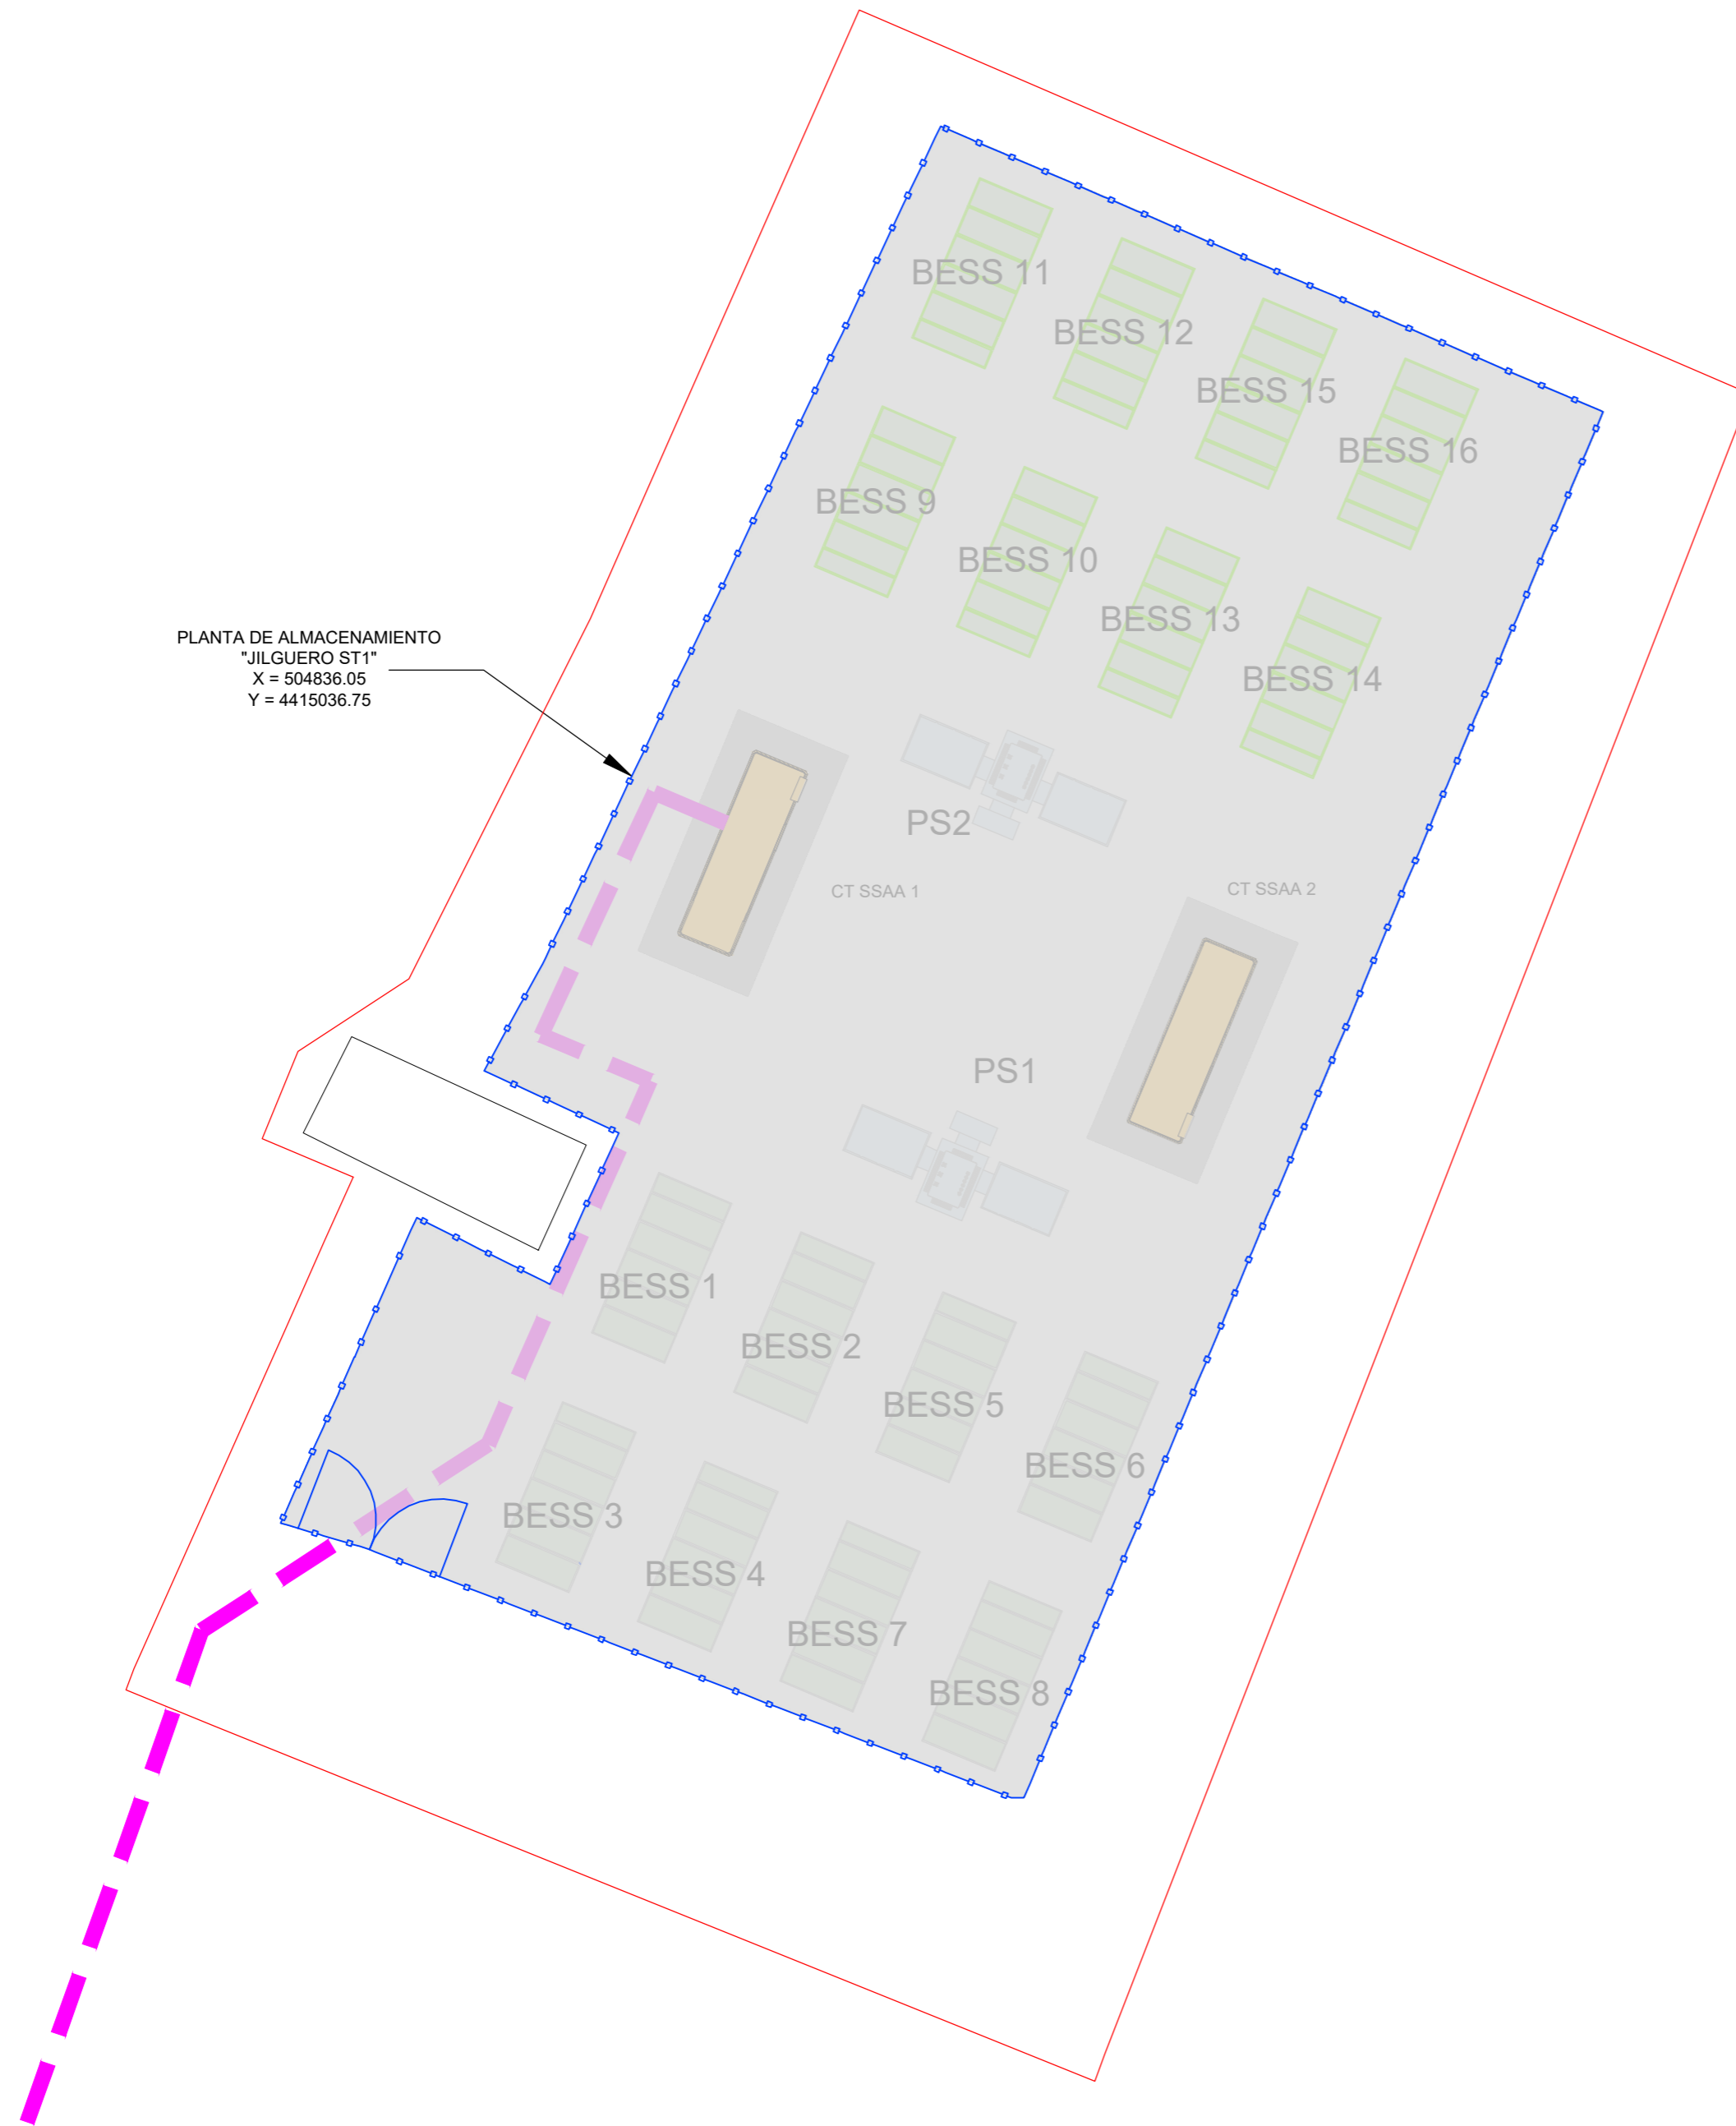 BESS 11
BESS 12
BESS 15
BESS 16
BESS 9
BESS 10
BESS 13
BESS 14
PLANTA DE ALMACENAMIENTO
"JILGUERO ST1"
X = 504836.05
Y = 4415036.75
PS2
CT SSAA 1
CT SSAA 2
PS1
BESS 1
BESS 2
BESS 5
BESS 6
BESS 3
BESS 4
BESS 7
BESS 8